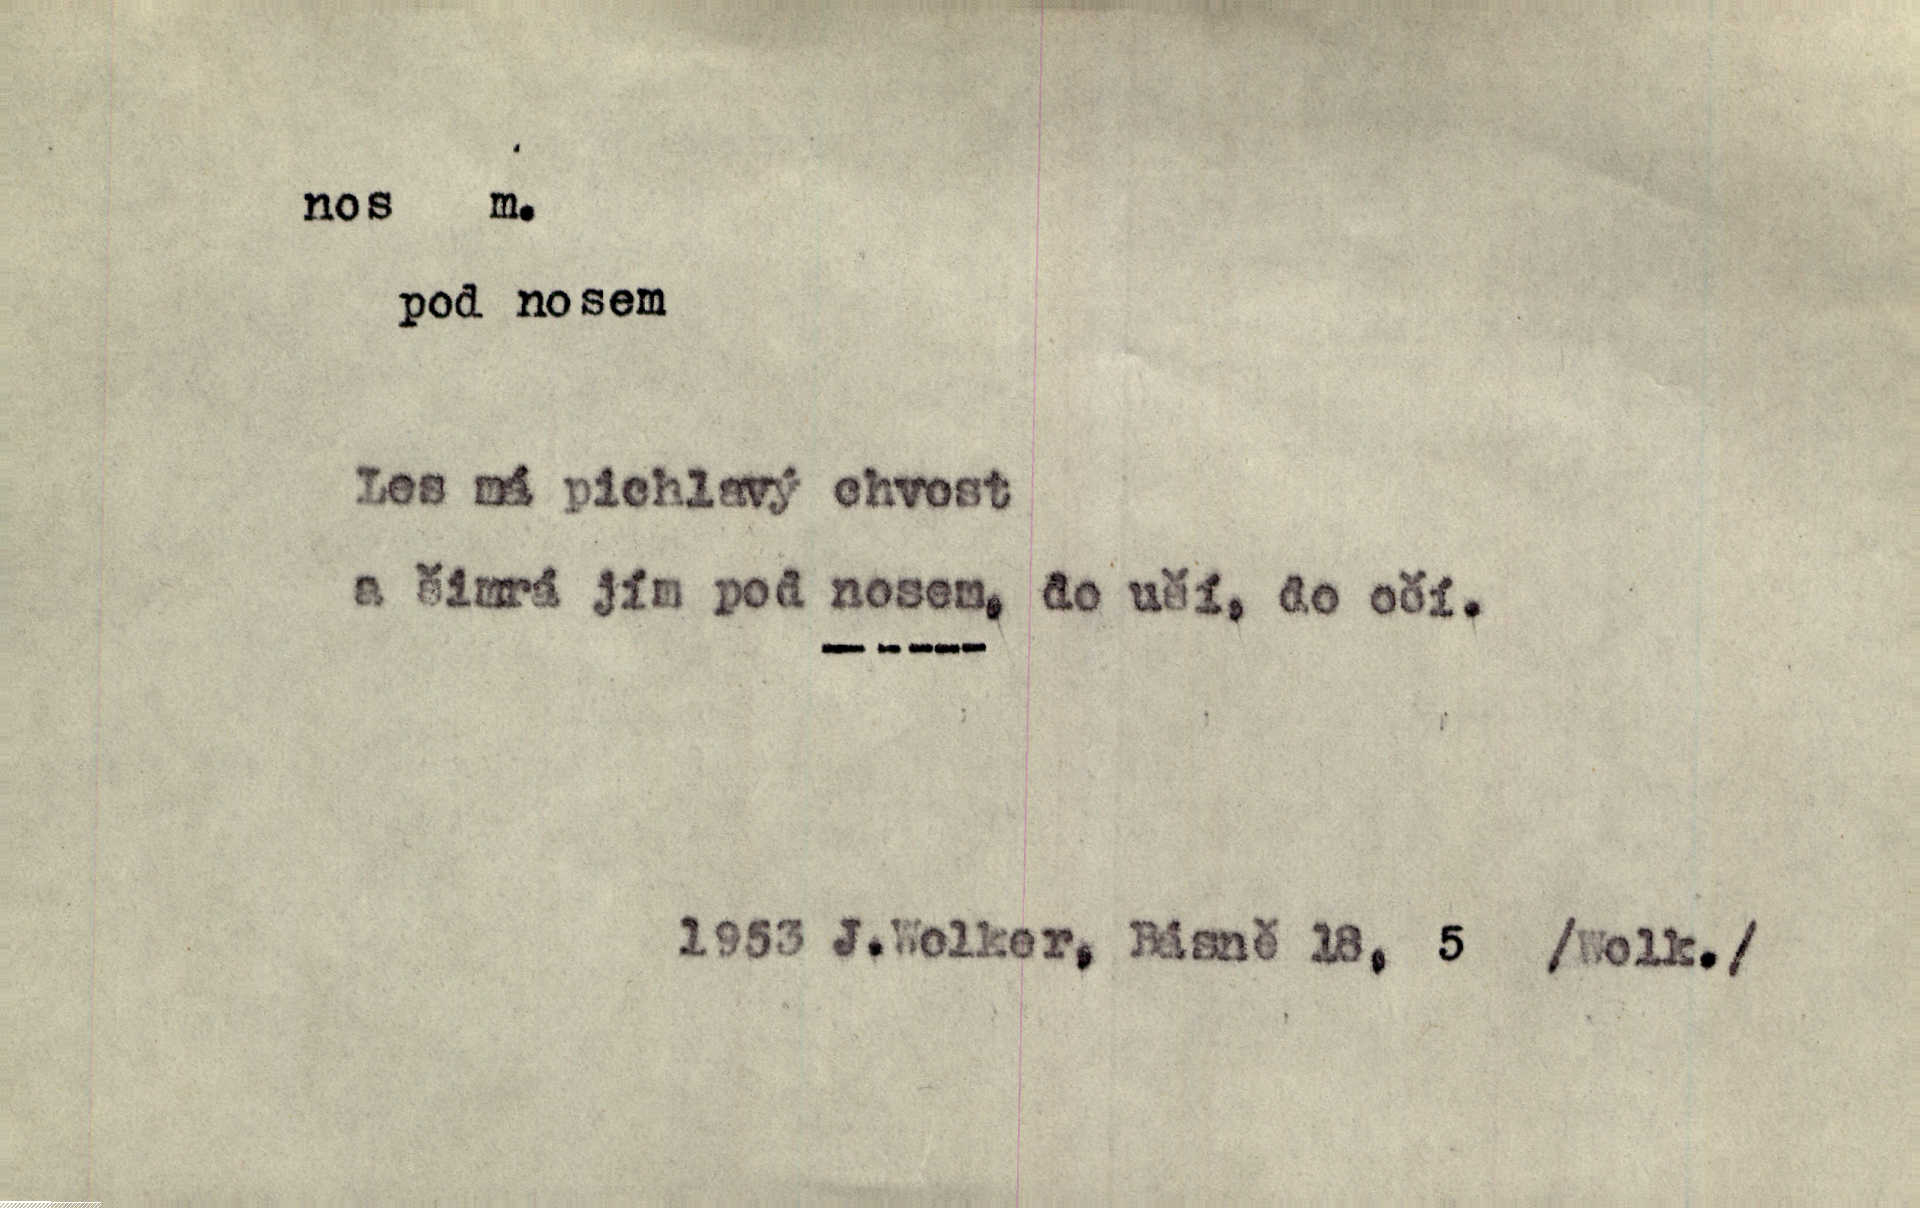 nos m.
pod nosem
Les má pichlavý chvost
a šimrá jím pod nosem, do uší, do očí.
1953 J.Wolker, Básně 18, 5 /Wolk./